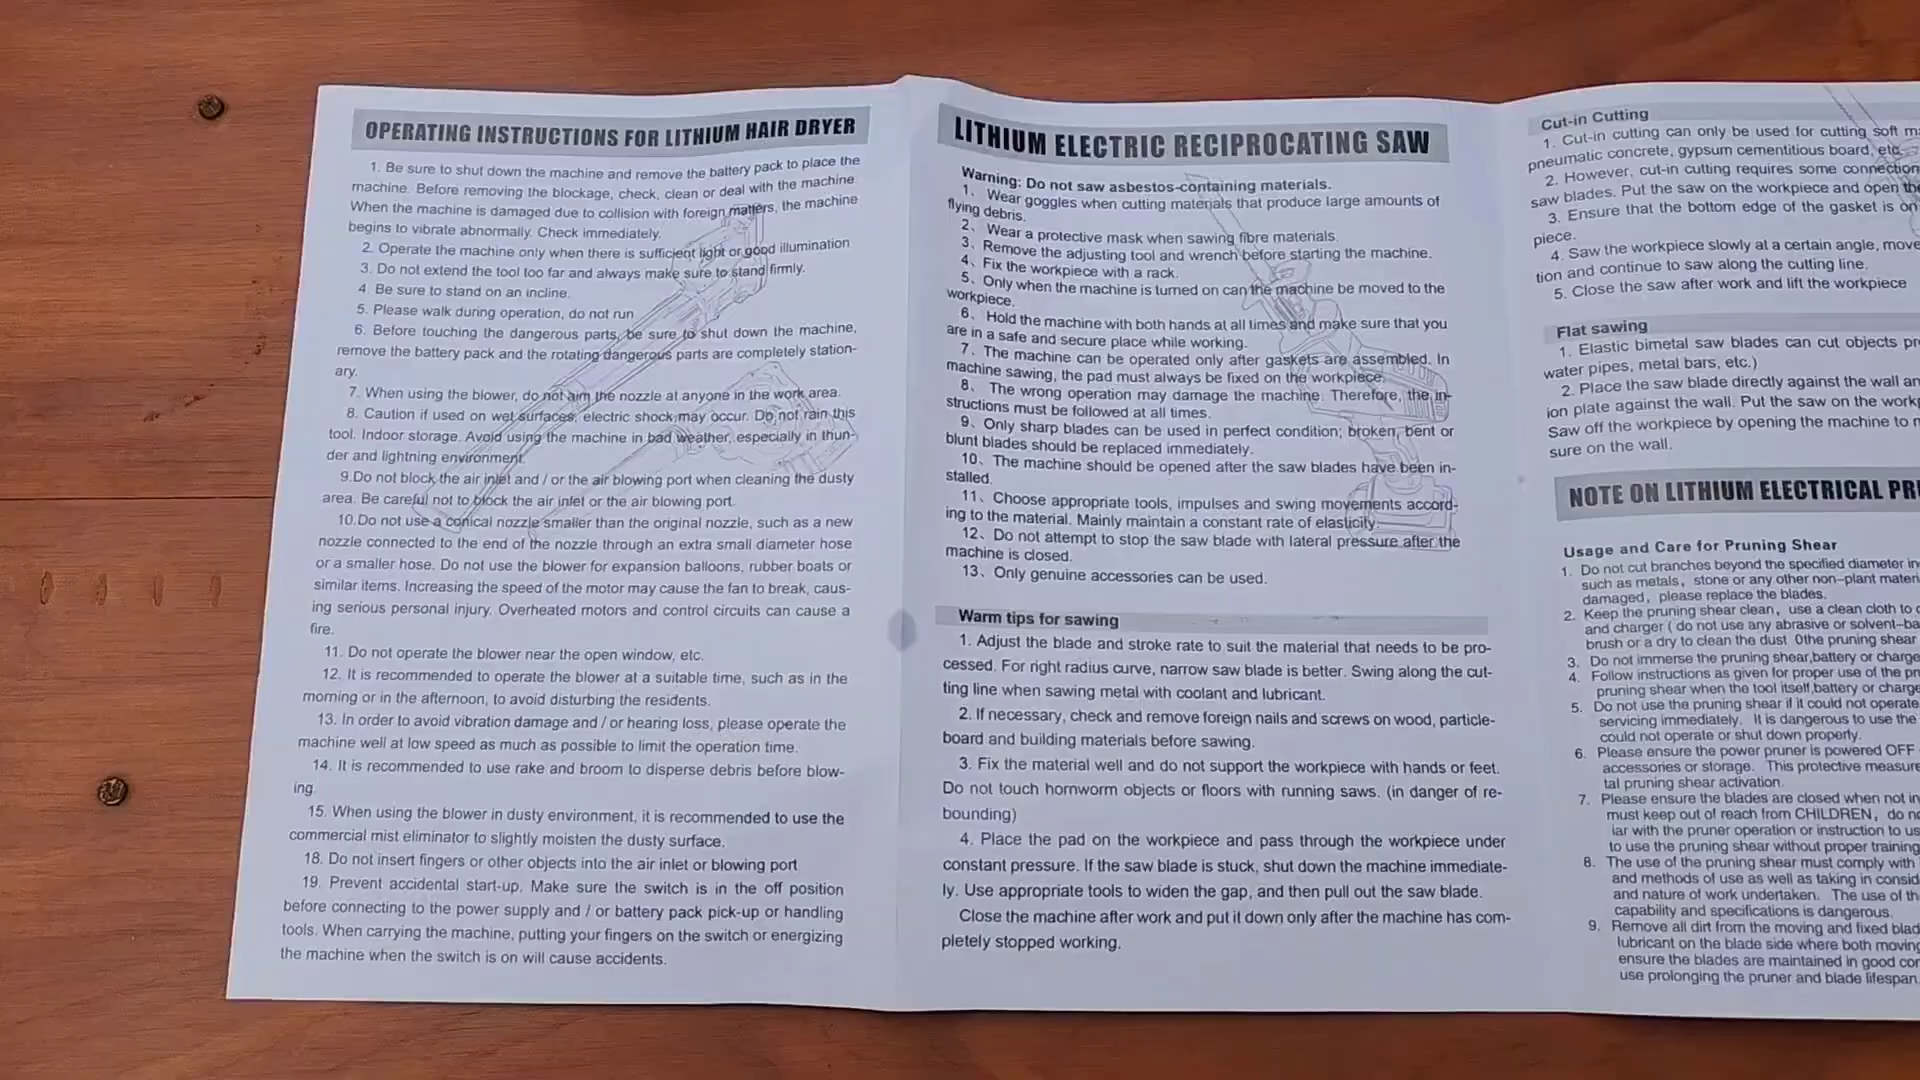 OPERATING INSTRUCTIONS FOR LITHIUM HAIR DRYER
1. Be sure to shut down the machine and remove the battery pack to place the
machine. Before removing the blockage, check, clean or deal with the machine
When the machine is damaged due to collision with foreign matters, the machine
begins to vibrate abnormally. Check immediately.
2. Operate the machine only when there is sufficient light or good illumination
3. Do not extend the tool too far and always make sure to stand firmly.
4. Be sure to stand on an incline.
5. Please walk during operation, do not run
6. Before touching the dangerous parts, be sure to shut down the machine,
remove the battery pack and the rotating dangerous parts are completely station-
ary.
7. When using the blower, do not aim the nozzle at anyone in the work area.
8. Caution if used on wet surfaces, electric shock may occur. Do not rain this
tool. Indoor storage. Avoid using the machine in bad weather, especially in thun-
der and lightning environment.
9.Do not block the air inlet and / or the air blowing port when cleaning the dusty
area. Be careful not to block the air inlet or the air blowing port.
10.Do not use a conical nozzle smaller than the original nozzle, such as a new
nozzle connected to the end of the nozzle through an extra small diameter hose
or a smaller hose. Do not use the blower for expansion balloons, rubber boats or
similar items. Increasing the speed of the motor may cause the fan to break, caus-
ing serious personal injury. Overheated motors and control circuits can cause a
fire.
11. Do not operate the blower near the open window, etc.
12. It is recommended to operate the blower at a suitable time, such as in the
morning or in the afternoon, to avoid disturbing the residents.
13. In order to avoid vibration damage and / or hearing loss, please operate the
machine well at low speed as much as possible to limit the operation time.
14. It is recommended to use rake and broom to disperse debris before blow-
ing.
15. When using the blower in dusty environment, it is recommended to use the
commercial mist eliminator to slightly moisten the dusty surface.
18. Do not insert fingers or other objects into the air inlet or blowing port
19. Prevent accidental start-up. Make sure the switch is in the off position
before connecting to the power supply and / or battery pack pick-up or handling
tools. When carrying the machine, putting your fingers on the switch or energizing
the machine when the switch is on will cause accidents.
LITHIUM ELECTRIC RECIPROCATING SAW
Warning: Do not saw asbestos-containing materials.
1、Wear goggles when cutting materials that produce large amounts of
flying debris.
2、Wear a protective mask when sawing fibre materials.
3、Remove the adjusting tool and wrench before starting the machine.
4、Fix the workpiece with a rack.
5、Only when the machine is turned on can the machine be moved to the
workpiece.
6、Hold the machine with both hands at all times and make sure that you
are in a safe and secure place while working.
7、The machine can be operated only after gaskets are assembled. In
machine sawing, the pad must always be fixed on the workpiece.
8、The wrong operation may damage the machine. Therefore, the in-
structions must be followed at all times.
9、Only sharp blades can be used in perfect condition; broken, bent or
blunt blades should be replaced immediately.
10、The machine should be opened after the saw blades have been in-
stalled.
11、Choose appropriate tools, impulses and swing movements accord-
ing to the material. Mainly maintain a constant rate of elasticity.
12、Do not attempt to stop the saw blade with lateral pressure after the
machine is closed.
13、Only genuine accessories can be used.
Warm tips for sawing
1. Adjust the blade and stroke rate to suit the material that needs to be pro-
cessed. For right radius curve, narrow saw blade is better. Swing along the cut-
ting line when sawing metal with coolant and lubricant.
2. If necessary, check and remove foreign nails and screws on wood, particle-
board and building materials before sawing.
3. Fix the material well and do not support the workpiece with hands or feet.
Do not touch hornworm objects or floors with running saws. (in danger of re-
bounding)
4. Place the pad on the workpiece and pass through the workpiece under
constant pressure. If the saw blade is stuck, shut down the machine immediate-
ly. Use appropriate tools to widen the gap, and then pull out the saw blade.
Close the machine after work and put it down only after the machine has com-
pletely stopped working.
Cut-in Cutting
1. Cut-in cutting can only be used for cutting soft
pneumatic concrete, gypsum cementitious board, etc.
2. However, cut-in cutting requires some connection
saw blades. Put the saw on the workpiece and open the
3. Ensure that the bottom edge of the gasket is on
piece.
4. Saw the workpiece slowly at a certain angle, move
tion and continue to saw along the cutting line.
5. Close the saw after work and lift the workpiece
Flat sawing
1. Elastic bimetal saw blades can cut objects
water pipes, metal bars, etc.)
2. Place the saw blade directly against the wall
ion plate against the wall. Put the saw on the
Saw off the workpiece by opening the machine to
sure on the wall.
NOTE ON LITHIUM ELECTRICAL
Usage and Care for Pruning Shear
1. Do not cut branches beyond the specified diameter
such as metals, stone or any other non-plant
damaged, please replace the blades.
2. Keep the pruning shear clean, use a clean cloth to
and charger ( do not use any abrasive or
brush or a dry to clean the dust 0the pruning shear
3. Do not immerse the pruning shear,battery or
4. Follow instructions as given for proper use of the
pruning shear when the tool itself,battery or
5. Do not use the pruning shear if it could not operate
servicing immediately. It is dangerous to use the
could not operate or shut down properly.
6. Please ensure the power pruner is powered OFF
accessories or storage. This protective measure
tal pruning shear activation.
7. Please ensure the blades are closed when not in
must keep out of reach from CHILDREN, do
iar with the pruner operation or instruction to
to use the pruning shear without proper training
8. The use of the pruning shear must comply with
and methods of use as well as taking in
and nature of work undertaken. The use of
capability and specifications is dangerous.
9. Remove all dirt from the moving and fixed
lubricant on the blade side where both moving
ensure the blades are maintained in good
use prolonging the pruner and blade lifespan.